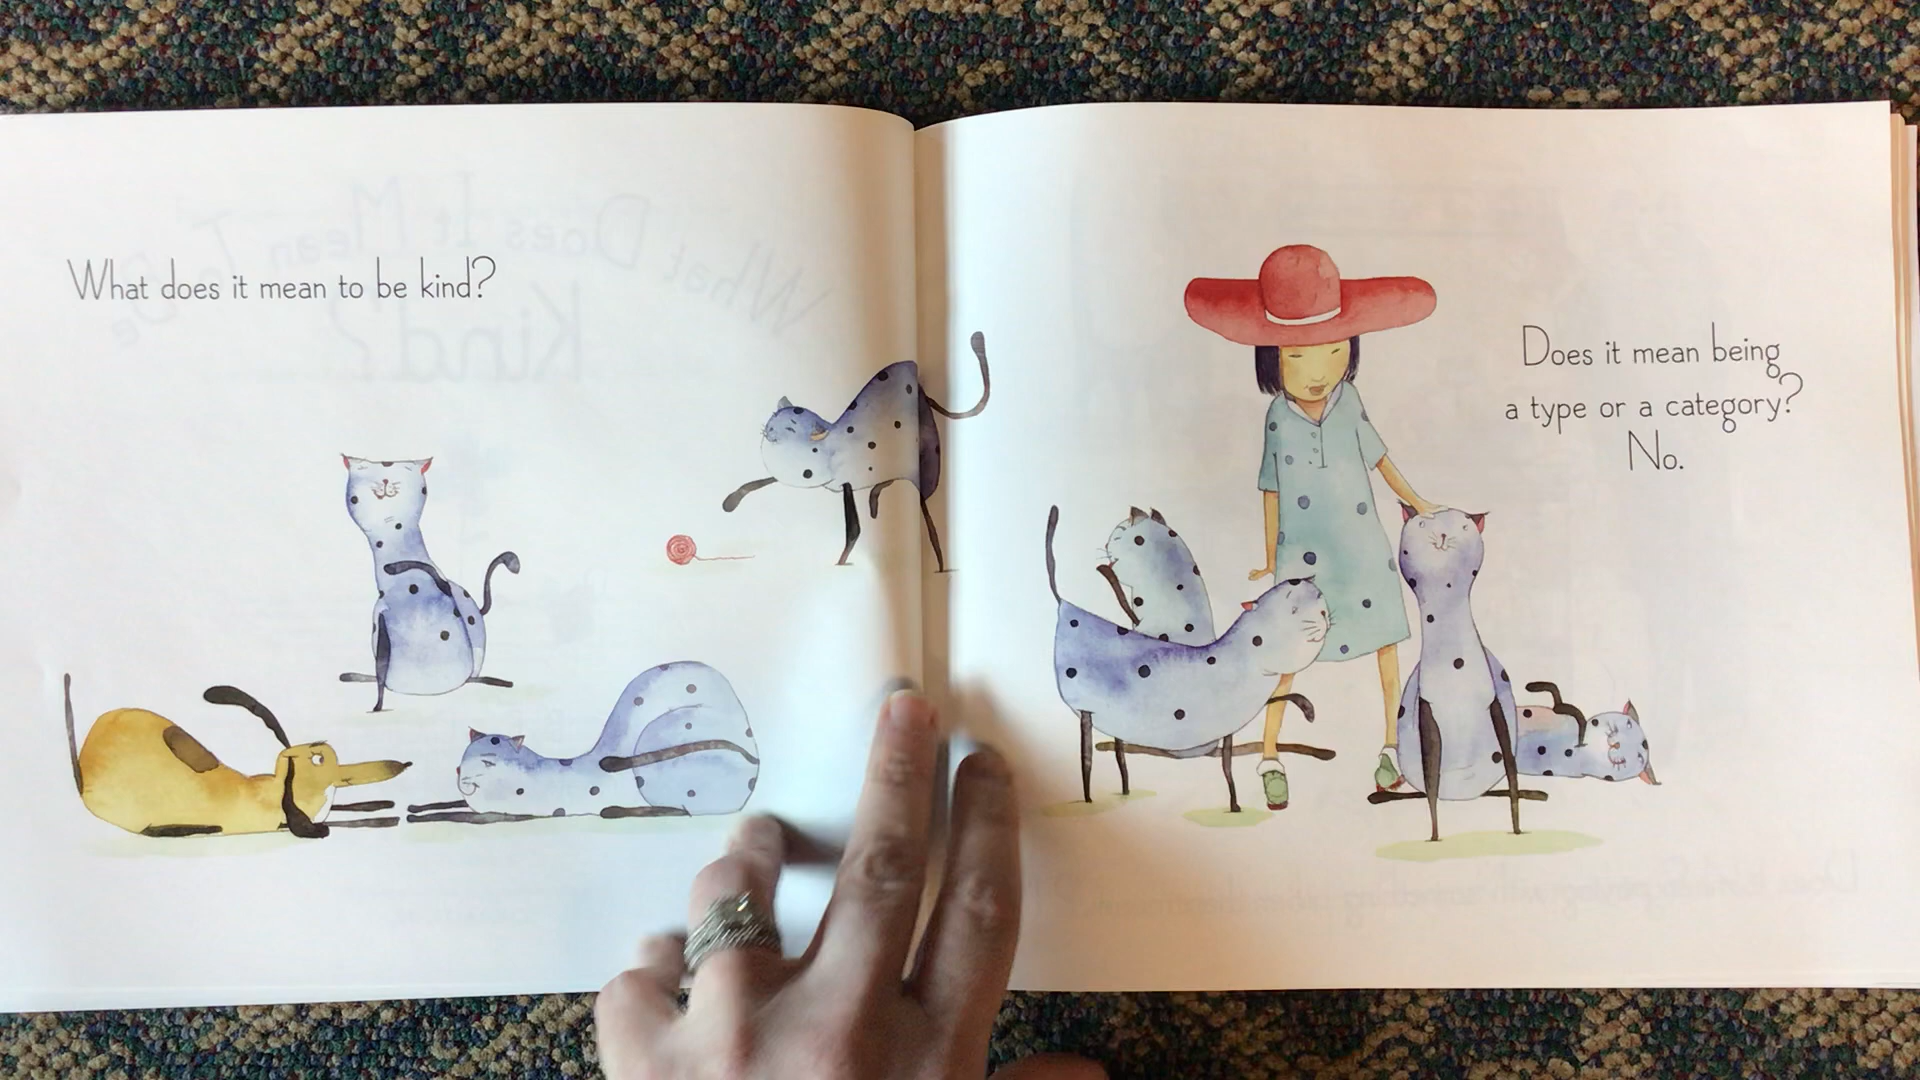 What does it mean to be kind?
Does it mean being
a type or a category?
No.